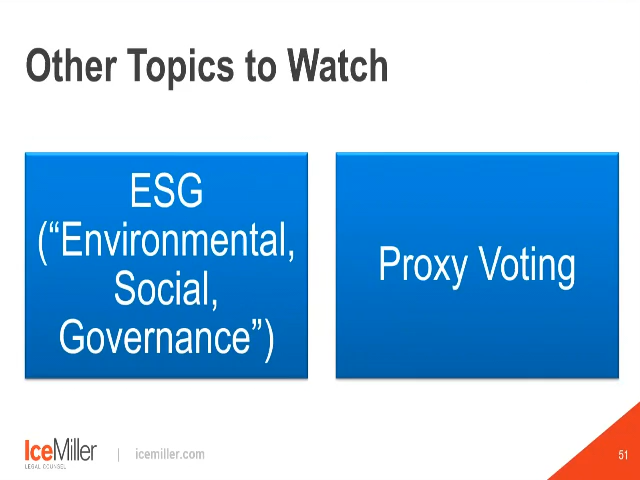 Other Topics to Watch
ESG
(“Environmental,
Social,
Governance”)
Proxy Voting
IceMiller
LEGAL COUNSEL
icemiller.com
51